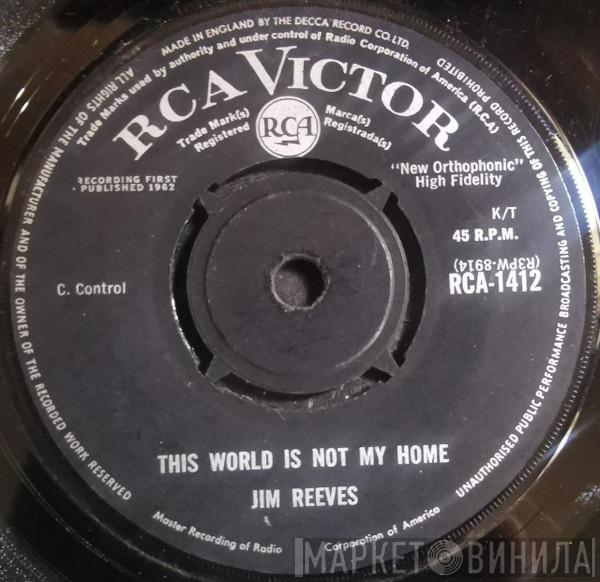 MADE IN ENGLAND BY THE DECCA RECORD CO. LTD.
Trade Marks used by authority and under control of Radio Corporation of America (R.C.A)
ALL RIGHTS OF THE MANUFACTURER AND OF THE OWNER OF THE RECORDED WORK RESERVED
UNAUTHORISED PUBLIC PERFORMANCE BROADCASTING AND COPYING OF THIS RECORD PROHIBITED
RCA VICTOR
Trade Mark(s)
Registered
RCA
Marca(s)
Registrada(s)
RECORDING FIRST
PUBLISHED 1962
"New Orthophonic"
High Fidelity
K/T
45 R.P.M.
(R3PW-8914)
RCA-1412
C. Control
THIS WORLD IS NOT MY HOME
JIM REEVES
Master Recording of Radio Corporation of America
МАРКЕТ ВИНИЛА